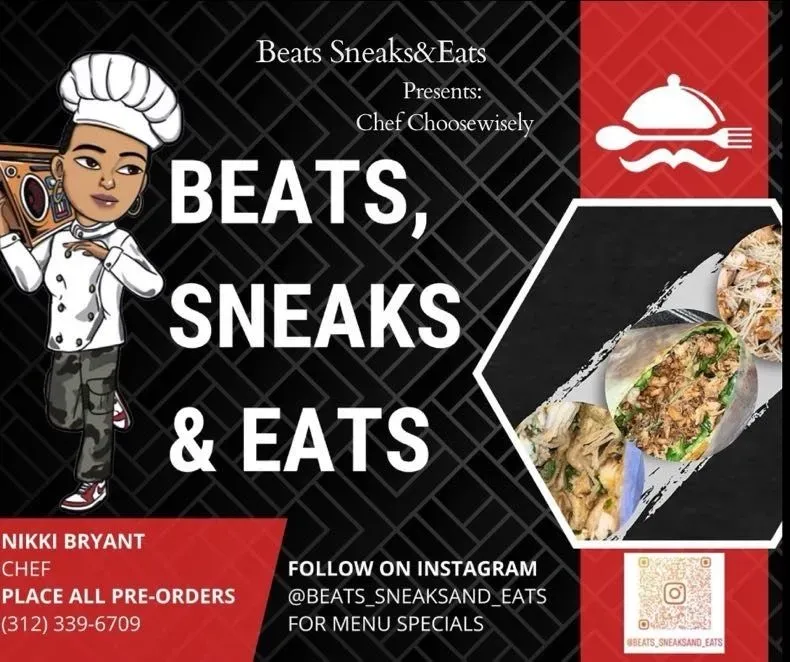 Beats Sneaks&Eats
Presents:
Chef Choosewisely
BEATS,
SNEAKS
& EATS
NIKKI BRYANT
CHEF
PLACE ALL PRE-ORDERS
(312) 339-6709
FOLLOW ON INSTAGRAM
@BEATS_SNEAKSAND_EATS
FOR MENU SPECIALS
@BEATS_SNEAKSAND_EATS